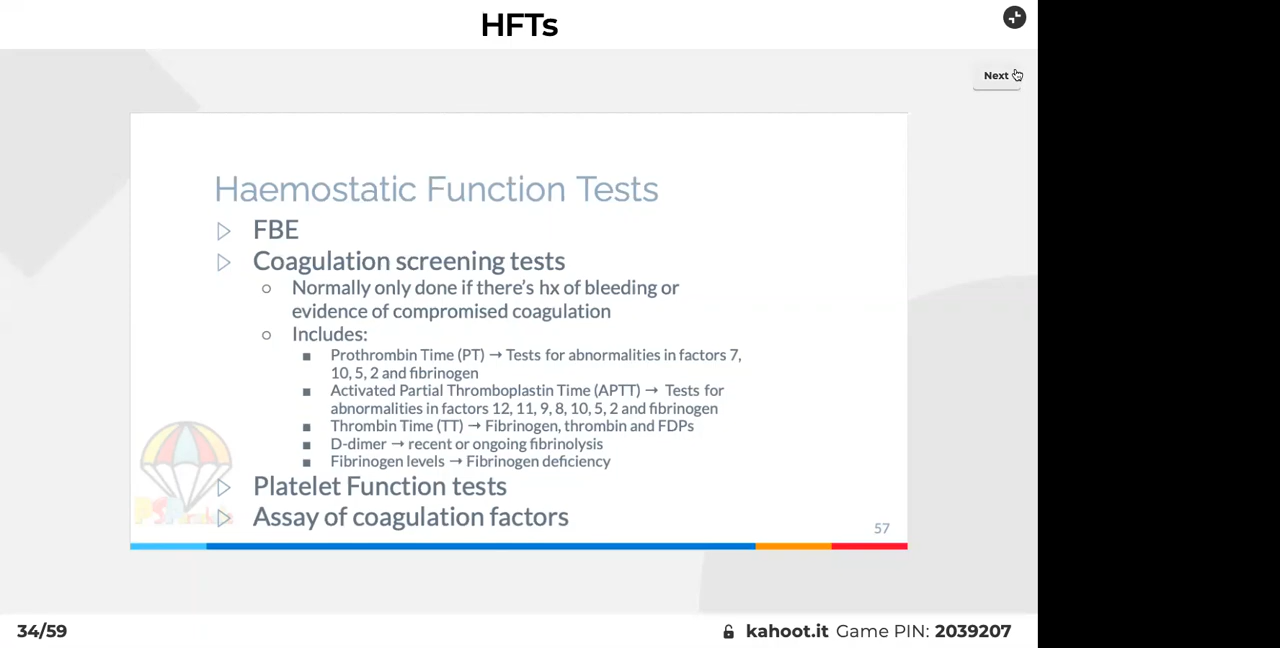 HFTs
Next
Haemostatic Function Tests
FBE
Coagulation screening tests
Normally only done if there's hx of bleeding or
evidence of compromised coagulation
Includes:
Prothrombin Time (PT) → Tests for abnormalities in factors 7,
10, 5, 2 and fibrinogen
Activated Partial Thromboplastin Time (APTT) → Tests for
abnormalities in factors 12, 11, 9, 8, 10, 5, 2 and fibrinogen
Thrombin Time (TT) → Fibrinogen, thrombin and FDPs
D-dimer → recent or ongoing fibrinolysis
Fibrinogen levels → Fibrinogen deficiency
Platelet Function tests
Assay of coagulation factors
57
34/59
kahoot.it Game PIN: 2039207